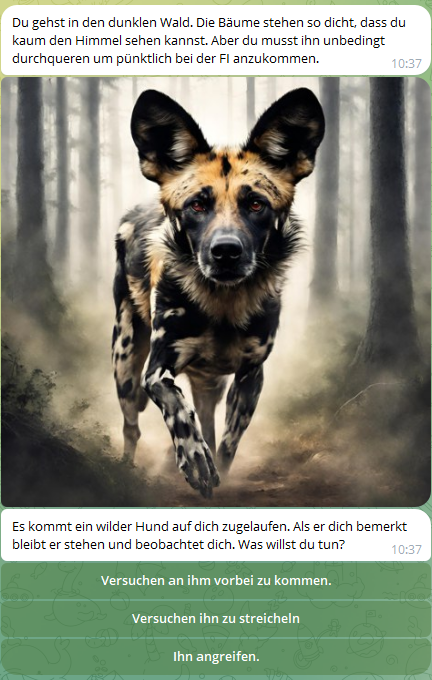 Du gehst in den dunklen Wald. Die Bäume stehen so dicht, dass du
kaum den Himmel sehen kannst. Aber du musst ihn unbedingt
durchqueren um pünktlich bei der FI anzukommen.
10:37
Es kommt ein wilder Hund auf dich zugelaufen. Als er dich bemerkt
bleibt er stehen und beobachtet dich. Was willst du tun?
10:37
Versuchen an ihm vorbei zu kommen.
Versuchen ihn zu streicheln
Ihn angreifen.